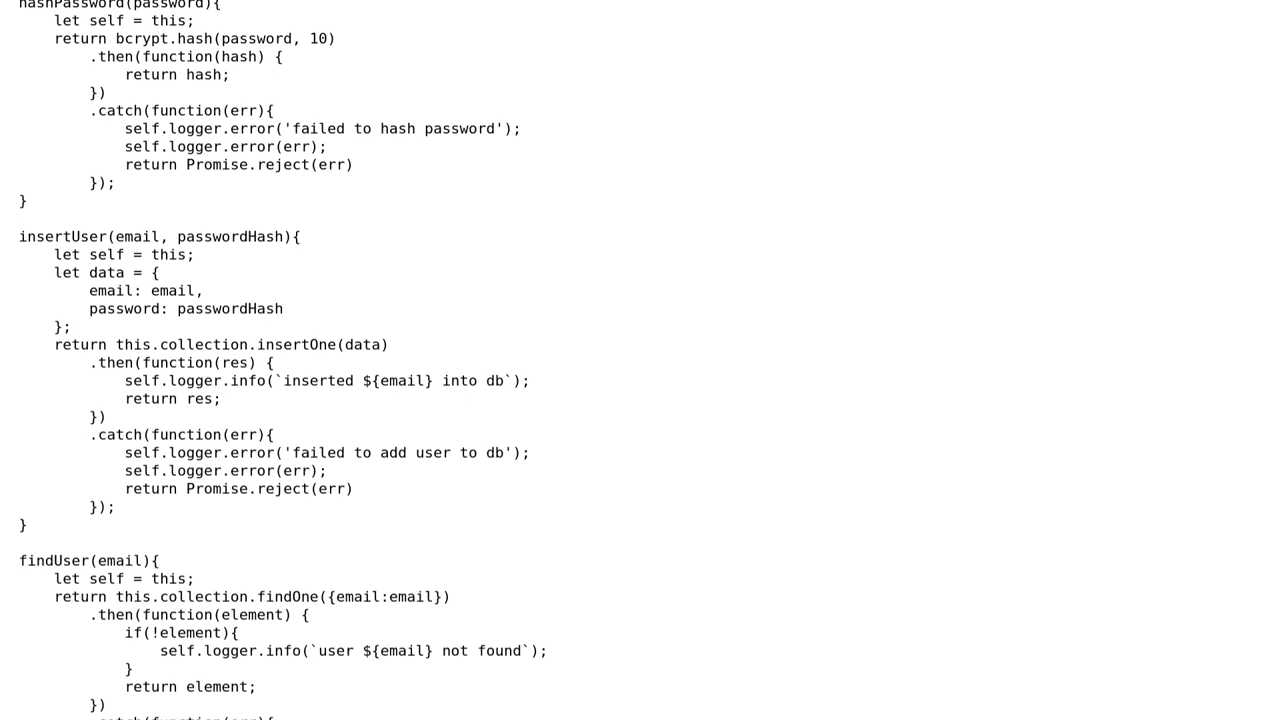 hashPassword(password){
    let self = this;
    return bcrypt.hash(password, 10)
        .then(function(hash) {
            return hash;
        })
        .catch(function(err){
            self.logger.error('failed to hash password');
            self.logger.error(err);
            return Promise.reject(err)
        });
}

insertUser(email, passwordHash){
    let self = this;
    let data = {
        email: email,
        password: passwordHash
    };
    return this.collection.insertOne(data)
        .then(function(res) {
            self.logger.info(`inserted ${email} into db`);
            return res;
        })
        .catch(function(err){
            self.logger.error('failed to add user to db');
            self.logger.error(err);
            return Promise.reject(err)
        });
}

findUser(email){
    let self = this;
    return this.collection.findOne({email:email})
        .then(function(element) {
            if(!element){
                self.logger.info(`user ${email} not found`);
            }
            return element;
        })
        .catch(function(err){